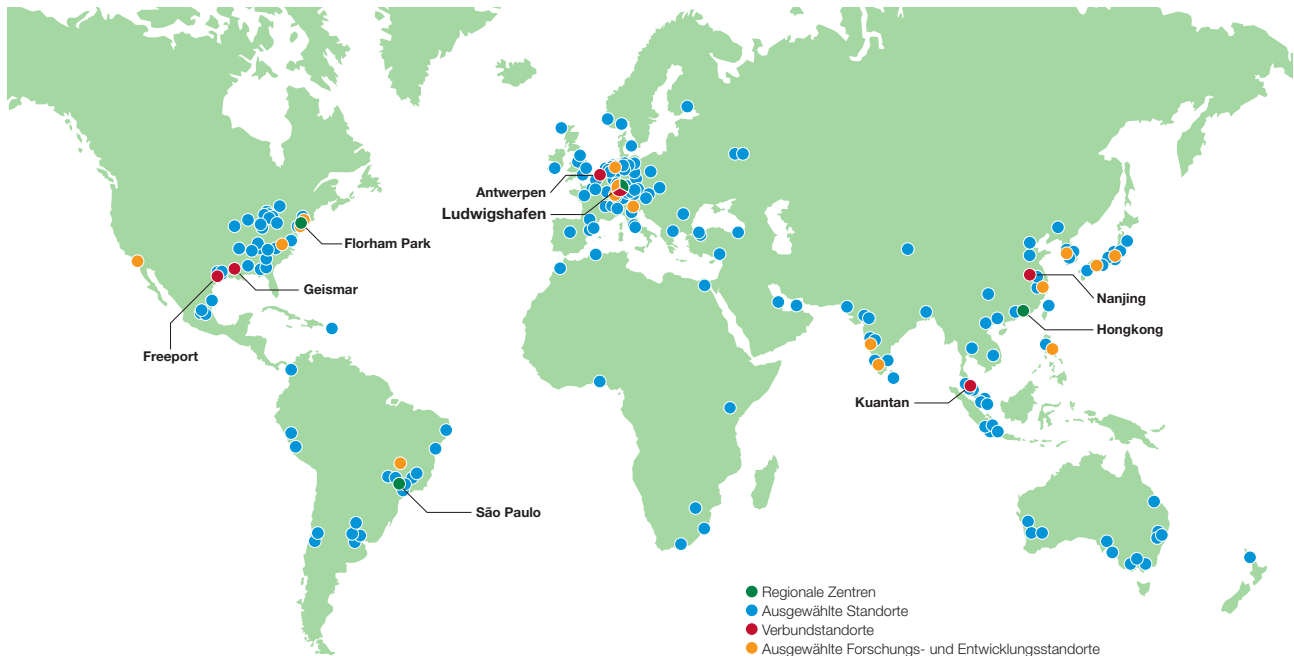 Antwerpen
Ludwigshafen
Florham Park
Geismar
Nanjing
Hongkong
Freeport
Kuantan
São Paulo
Regionale Zentren
Ausgewählte Standorte
Verbundstandorte
Ausgewählte Forschungs- und Entwicklungsstandorte